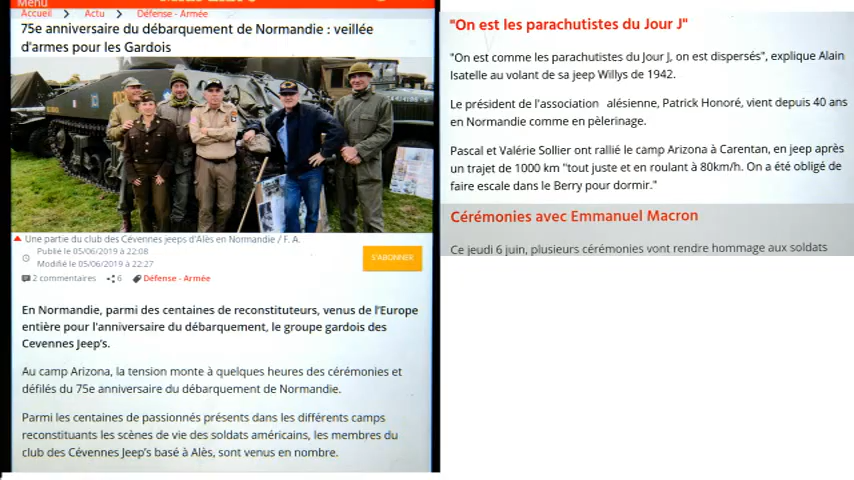 Menu
Accueil > Actu > Défense - Armée
75e anniversaire du débarquement de Normandie : veillée
d'armes pour les Gardois
Une partie du club des Cévennes jeeps d'Alès en Normandie / F. A.
Publié le 05/06/2019 à 22:08
Modifié le 05/06/2019 à 22:27
S'ABONNER
2 commentaires
6
Défense - Armée
En Normandie, parmi des centaines de reconstituteurs, venus de l'Europe
entière pour l'anniversaire du débarquement, le groupe gardois des
Cevennes Jeep's.
Au camp Arizona, la tension monte à quelques heures des cérémonies et
défilés du 75e anniversaire du débarquement de Normandie.
Parmi les centaines de passionnés présents dans les différents camps
reconstituants les scènes de vie des soldats américains, les membres du
club des Cévennes Jeep's basé à Alès, sont venus en nombre.
"On est les parachutistes du Jour J"
"On est comme les parachutistes du Jour J, on est dispersés", explique Alain
Isatelle au volant de sa jeep Willys de 1942.
Le président de l'association alésienne, Patrick Honoré, vient depuis 40 ans
en Normandie comme en pèlerinage.
Pascal et Valérie Sollier ont rallié le camp Arizona à Carentan, en jeep après
un trajet de 1000 km "tout juste et en roulant à 80km/h. On a été obligé de
faire escale dans le Berry pour dormir."
Cérémonies avec Emmanuel Macron
Ce jeudi 6 juin, plusieurs cérémonies vont rendre hommage aux soldats